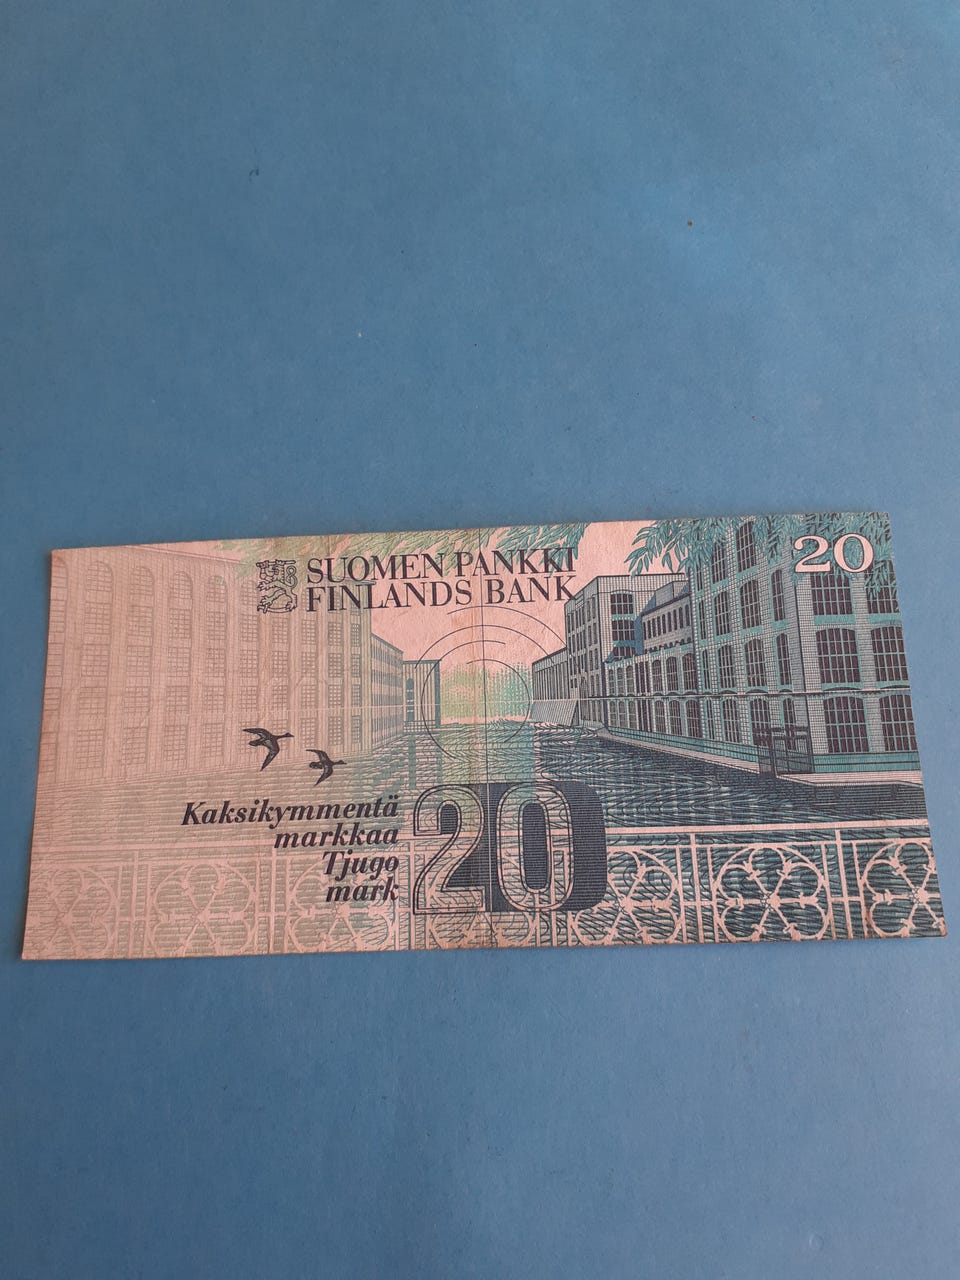 SUOMEN PANKKI
FINLANDS BANK
20
Kaksikymmentä
markkaa
Tjugo
mark
20